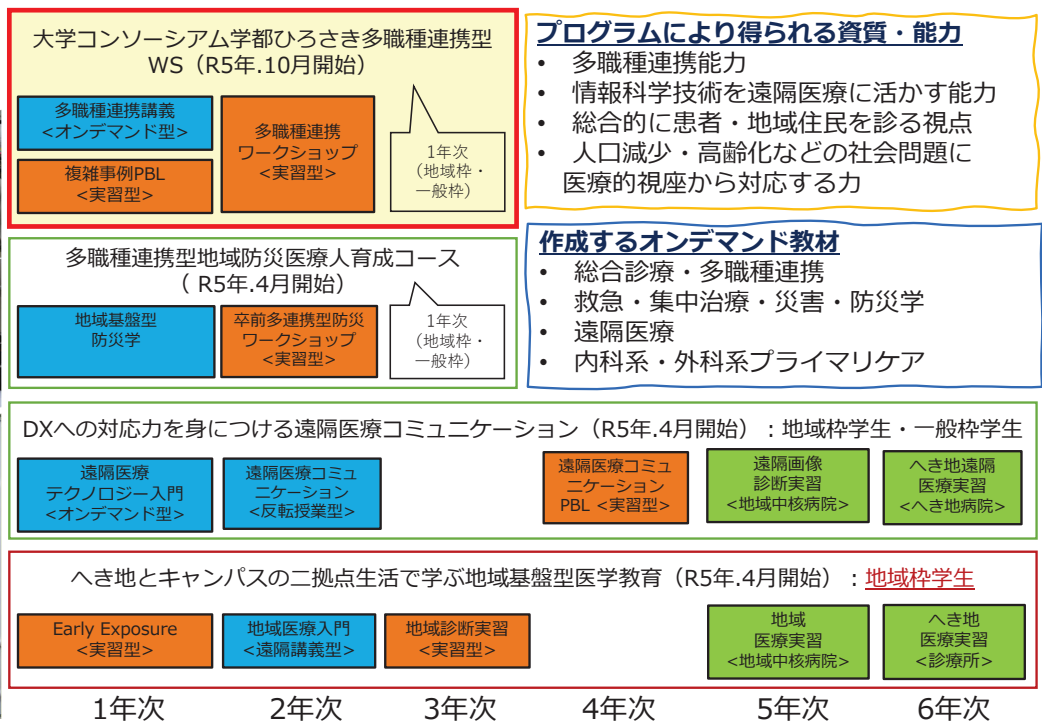 大学コンソーシアム学都ひろさき多職種連携型
WS（R5年.10月開始）
多職種連携講義
<オンデマンド型>
複雑事例PBL
<実習型>
多職種連携
ワークショップ
<実習型>
1年次
（地域枠・
一般枠）
プログラムにより得られる資質・能力
• 多職種連携能力
• 情報科学技術を遠隔医療に活かす能力
• 総合的に患者・地域住民を診る視点
• 人口減少・高齢化などの社会問題に
医療的視座から対応する力
多職種連携型地域防災医療人育成コース
（ R5年.4月開始）
地域基盤型
防災学
卒前多連携型防災
ワークショップ
<実習型>
1年次
（地域枠・
一般枠）
作成するオンデマンド教材
• 総合診療・多職種連携
• 救急・集中治療・災害・防災学
• 遠隔医療
• 内科系・外科系プライマリケア
DXへの対応力を身につける遠隔医療コミュニケーション（R5年.4月開始）：地域枠学生・一般枠学生
遠隔医療
テクノロジー入門
<オンデマンド型>
遠隔医療コミュ
ニケーション
<反転授業型>
遠隔医療コミュ
ニケーション
PBL <実習型>
遠隔画像
診断実習
<地域中核病院>
へき地遠隔
医療実習
<へき地病院>
へき地とキャンパスの二拠点生活で学ぶ地域基盤型医学教育（R5年.4月開始）：地域枠学生
Early Exposure
<実習型>
地域医療入門
<遠隔講義型>
地域診断実習
<実習型>
地域
医療実習
<地域中核病院>
へき地
医療実習
<診療所>
1年次
2年次
3年次
4年次
5年次
6年次